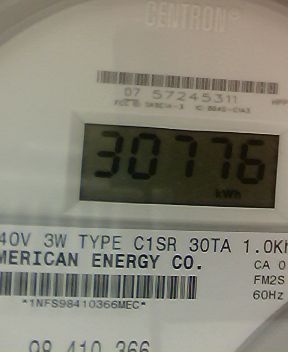 CENTRON®
07 57245311
30776
kWh
40V 3W TYPE C1SR 30TA 1.0Kh
MERICAN ENERGY CO.
CA 0
FM2S
60Hz
*1NFS98410366MEC*
98 410 366